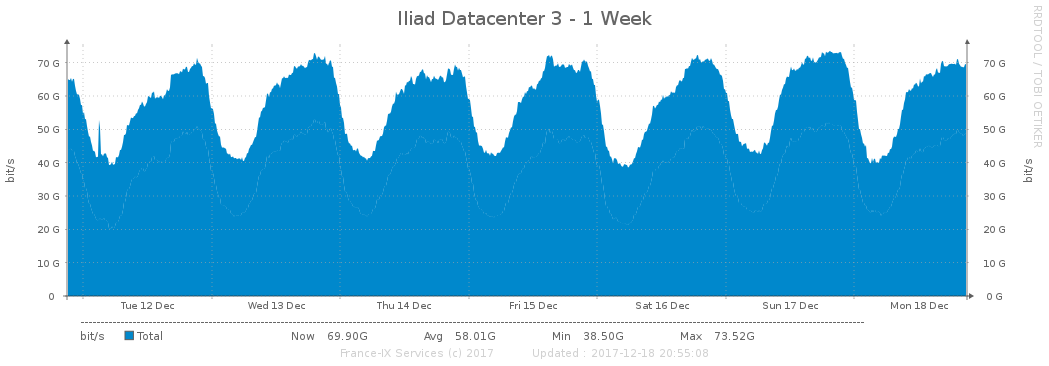 Iliad Datacenter 3 - 1 Week
RRDTOOL / TOBI OETIKER
70 G 70 G
60 G 60 G
50 G 50 G
40 G 40 G
30 G 30 G
20 G 20 G
10 G 10 G
0 0 G
bit/s
bit/s
Tue 12 Dec Wed 13 Dec Thu 14 Dec Fri 15 Dec Sat 16 Dec Sun 17 Dec Mon 18 Dec
bit/s Total Now 69.90G Avg 58.01G Min 38.50G Max 73.52G
France-IX Services (c) 2017 Updated : 2017-12-18 20:55:08